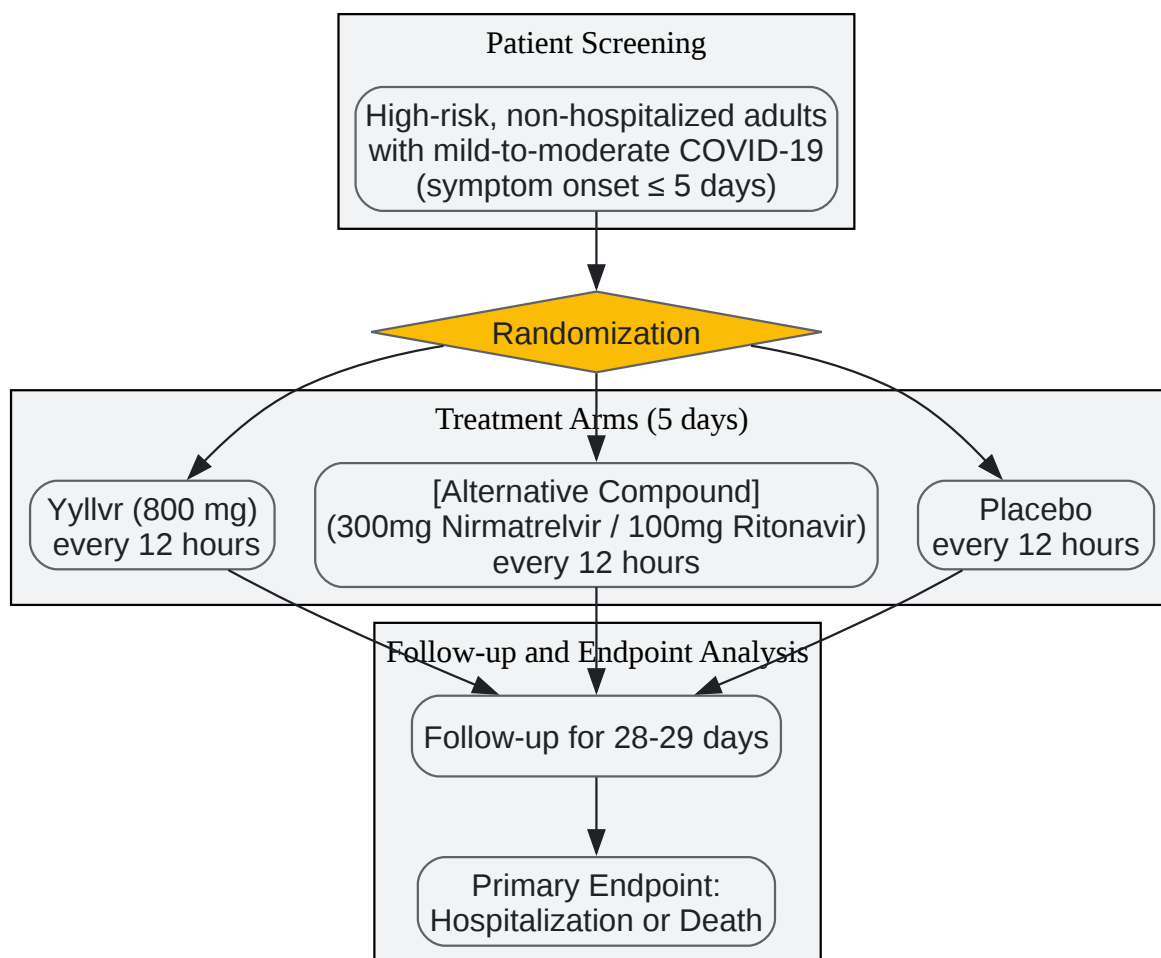 Patient Screening
High-risk, non-hospitalized adults
with mild-to-moderate COVID-19
(symptom onset ≤ 5 days)
Randomization
Treatment Arms (5 days)
Yyllvr (800 mg)
every 12 hours
[Alternative Compound]
(300mg Nirmatrelvir / 100mg Ritonavir)
every 12 hours
Placebo
every 12 hours
Follow-up and Endpoint Analysis
Follow-up for 28-29 days
Primary Endpoint:
Hospitalization or Death